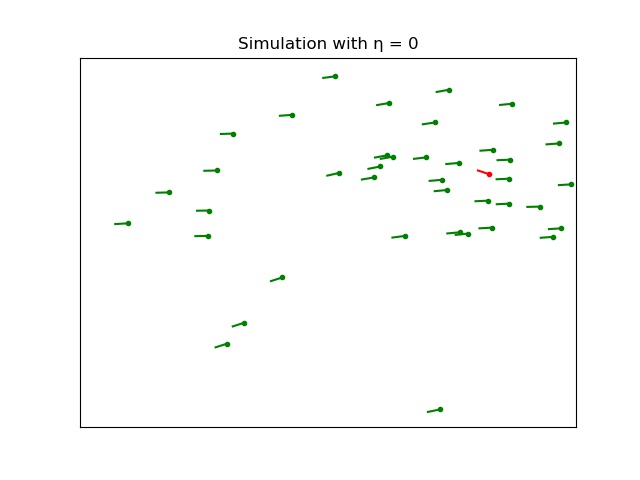 Simulation with η = 0